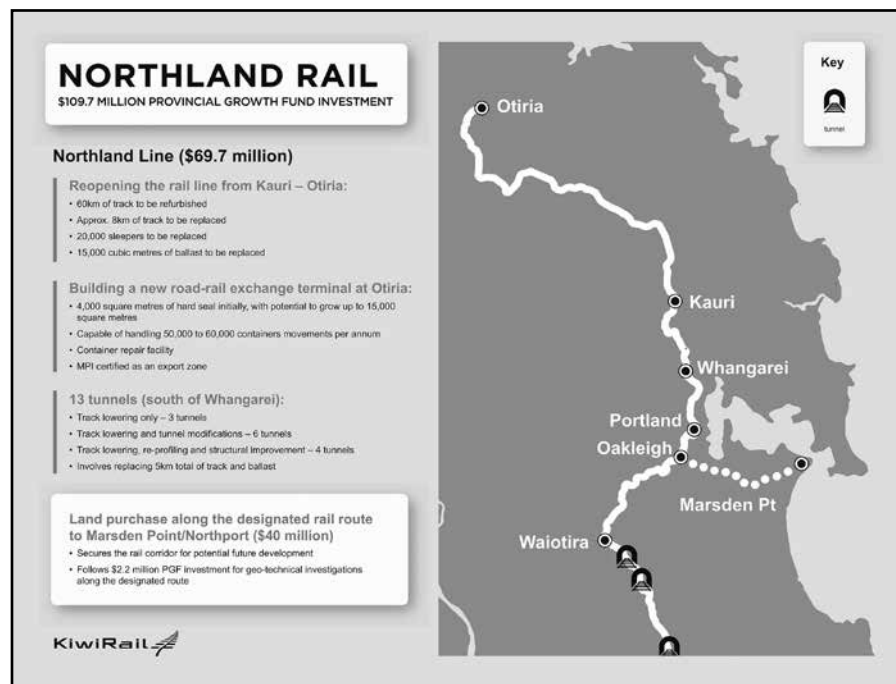 NORTHLAND RAIL
$109.7 MILLION PROVINCIAL GROWTH FUND INVESTMENT
Northland Line ($69.7 million)
Reopening the rail line from Kauri – Otiria:
• 60km of track to be refurbished
• Approx. 8km of track to be replaced
• 20,000 sleepers to be replaced
• 15,000 cubic metres of ballast to be replaced
Building a new road-rail exchange terminal at Otiria:
• 4,000 square metres of hard seal initially, with potential to grow up to 15,000
square metres
• Capable of handling 50,000 to 60,000 containers movements per annum
• Container repair facility
• MPI certified as an export zone
13 tunnels (south of Whangarei):
• Track lowering only – 3 tunnels
• Track lowering and tunnel modifications – 6 tunnels
• Track lowering, re-profiling and structural improvement – 4 tunnels
• Involves replacing 5km total of track and ballast
Land purchase along the designated rail route
to Marsden Point/Northport ($40 million)
• Secures the rail corridor for potential future development
• Follows $2.2 million PGF investment for geo-technical investigations
along the designated route
KiwiRail
Otiria
Kauri
Whangarei
Portland
Oakleigh
Marsden Pt
Waiotira
Key
tunnel